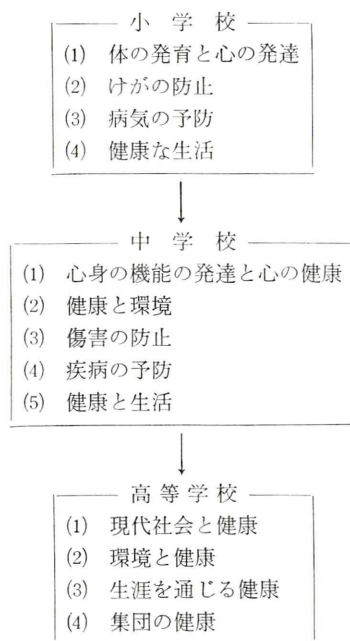 小学校
(1) 体の発育と心の発達
(2) けがの防止
(3) 病気の予防
(4) 健康な生活
中学校
(1) 心身の機能の発達と心の健康
(2) 健康と環境
(3) 傷害の防止
(4) 疾病の予防
(5) 健康と生活
高等学校
(1) 現代社会と健康
(2) 環境と健康
(3) 生涯を通じる健康
(4) 集団の健康